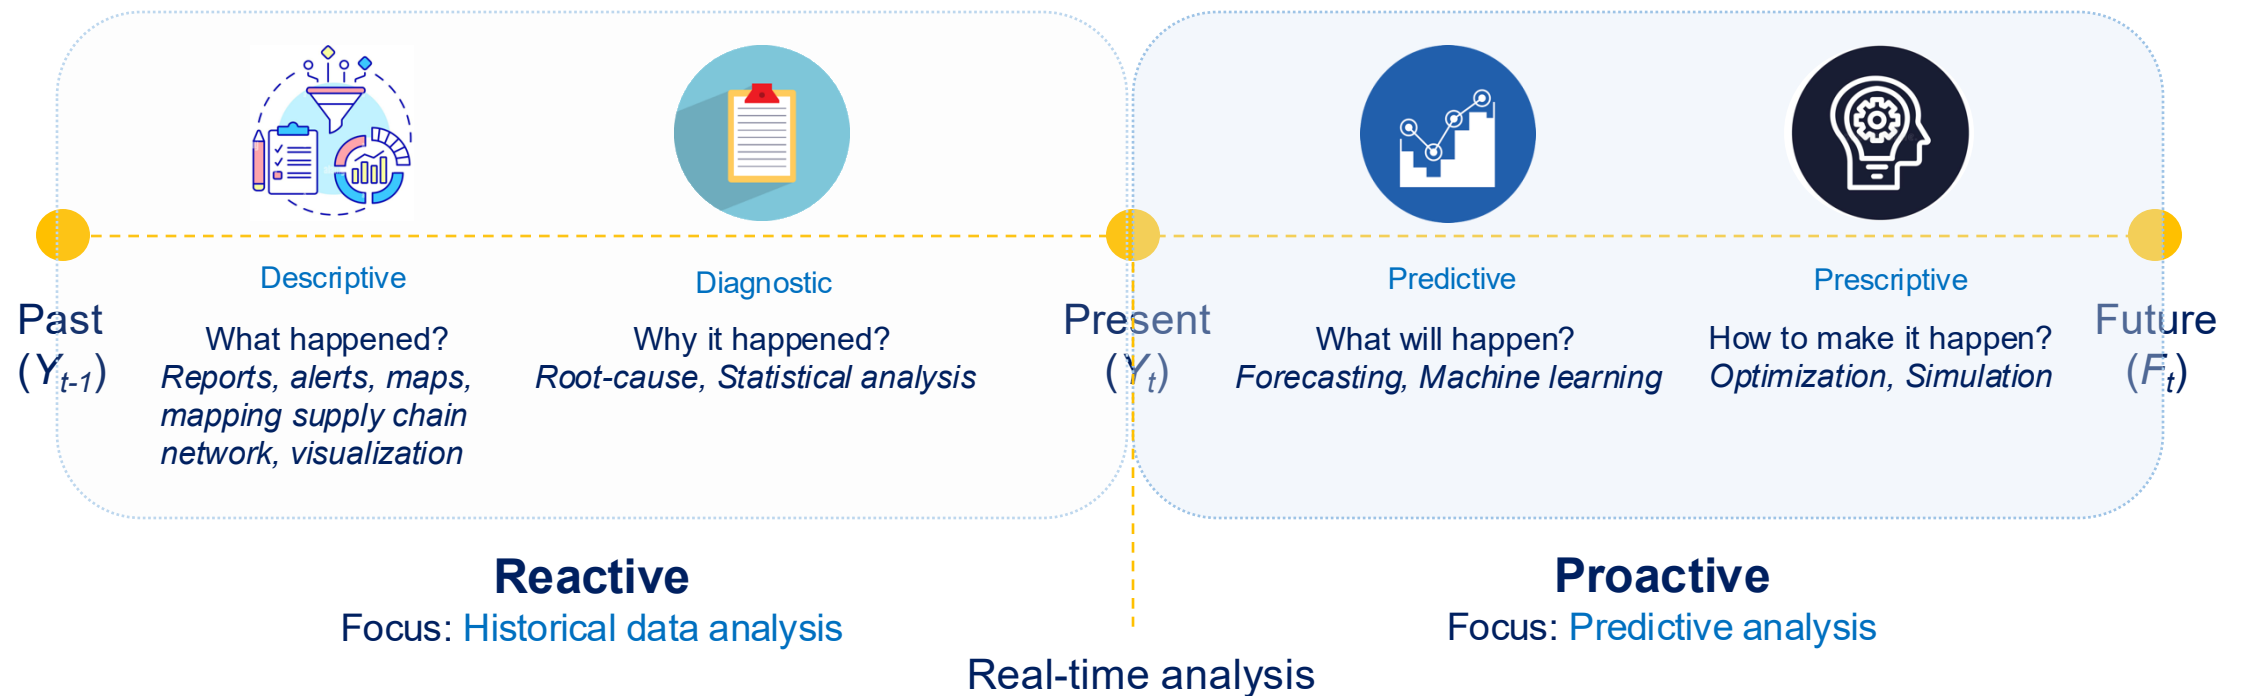 Descriptive
Diagnostic
Predictive
Prescriptive
Past
(Yt-1)
What happened?
Reports, alerts, maps,
mapping supply chain
network, visualization
Why it happened?
Root-cause, Statistical analysis
Present
(Yt)
What will happen?
Forecasting, Machine learning
How to make it happen?
Optimization, Simulation
Future
(Ft)
Reactive
Focus: Historical data analysis
Proactive
Focus: Predictive analysis
Real-time analysis